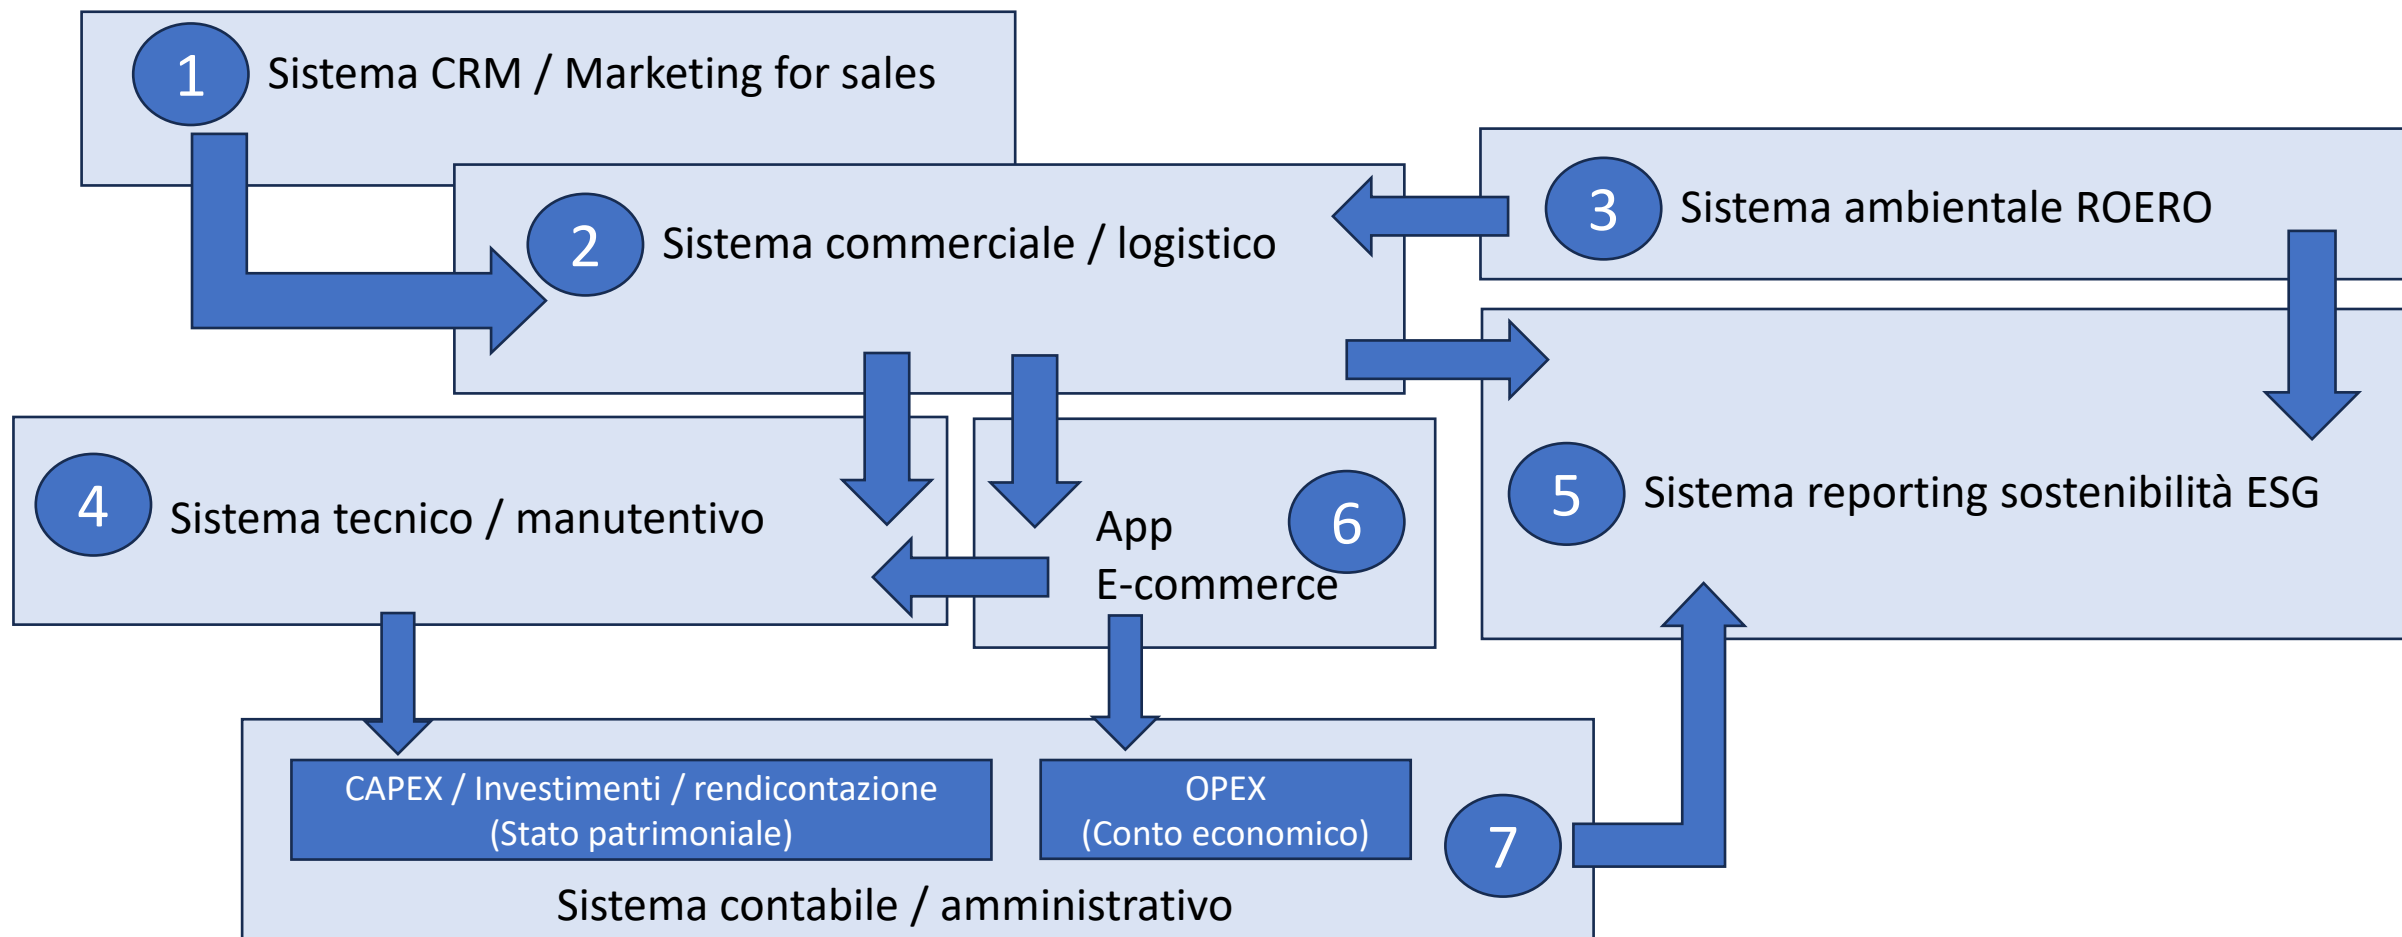 1
Sistema CRM / Marketing for sales
2
Sistema commerciale / logistico
3
Sistema ambientale ROERO
4
Sistema tecnico / manutentivo
App
E-commerce
6
5
Sistema reporting sostenibilità ESG
CAPEX / Investimenti / rendicontazione
(Stato patrimoniale)
OPEX
(Conto economico)
7
Sistema contabile / amministrativo